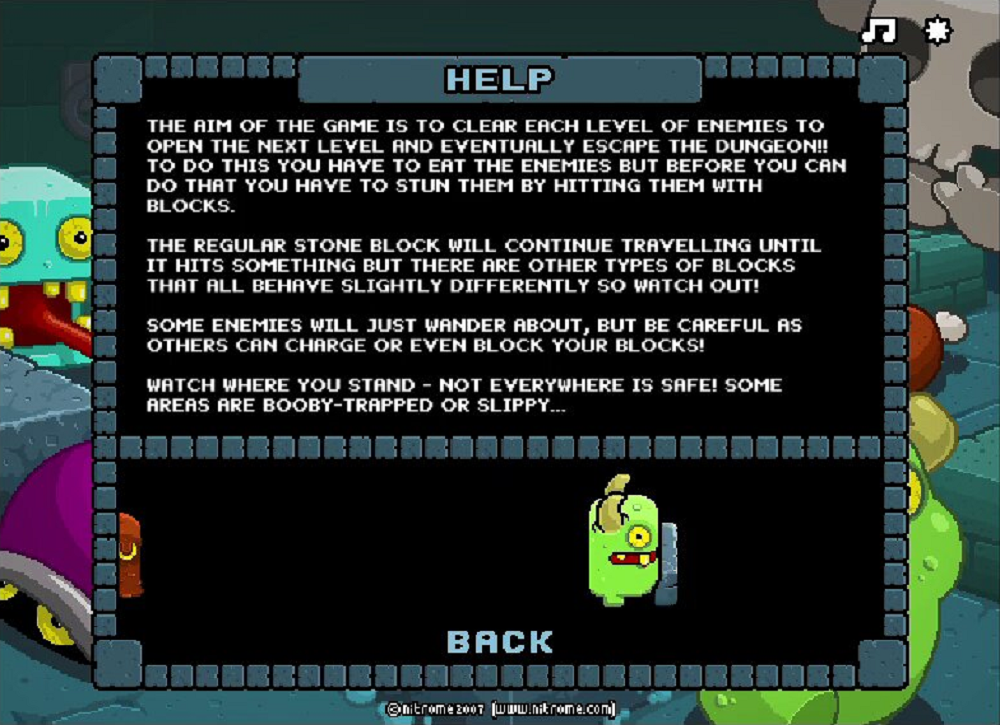 HELP
THE AIM OF THE GAME IS TO CLEAR EACH LEVEL OF ENEMIES TO
OPEN THE NEXT LEVEL AND EVENTUALLY ESCAPE THE DUNGEON!!
TO DO THIS YOU HAVE TO EAT THE ENEMIES BUT BEFORE YOU CAN
DO THAT YOU HAVE TO STUN THEM BY HITTING THEM WITH
BLOCKS.
THE REGULAR STONE BLOCK WILL CONTINUE TRAVELLING UNTIL
IT HITS SOMETHING BUT THERE ARE OTHER TYPES OF BLOCKS
THAT ALL BEHAVE SLIGHTLY DIFFERENTLY SO WATCH OUT!
SOME ENEMIES WILL JUST WANDER ABOUT, BUT BE CAREFUL AS
OTHERS CAN CHARGE OR EVEN BLOCK YOUR BLOCKS!
WATCH WHERE YOU STAND - NOT EVERYWHERE IS SAFE! SOME
AREAS ARE BOOBY-TRAPPED OR SLIPPY...
BACK
©nitrome2007 (www.nitrome.com)